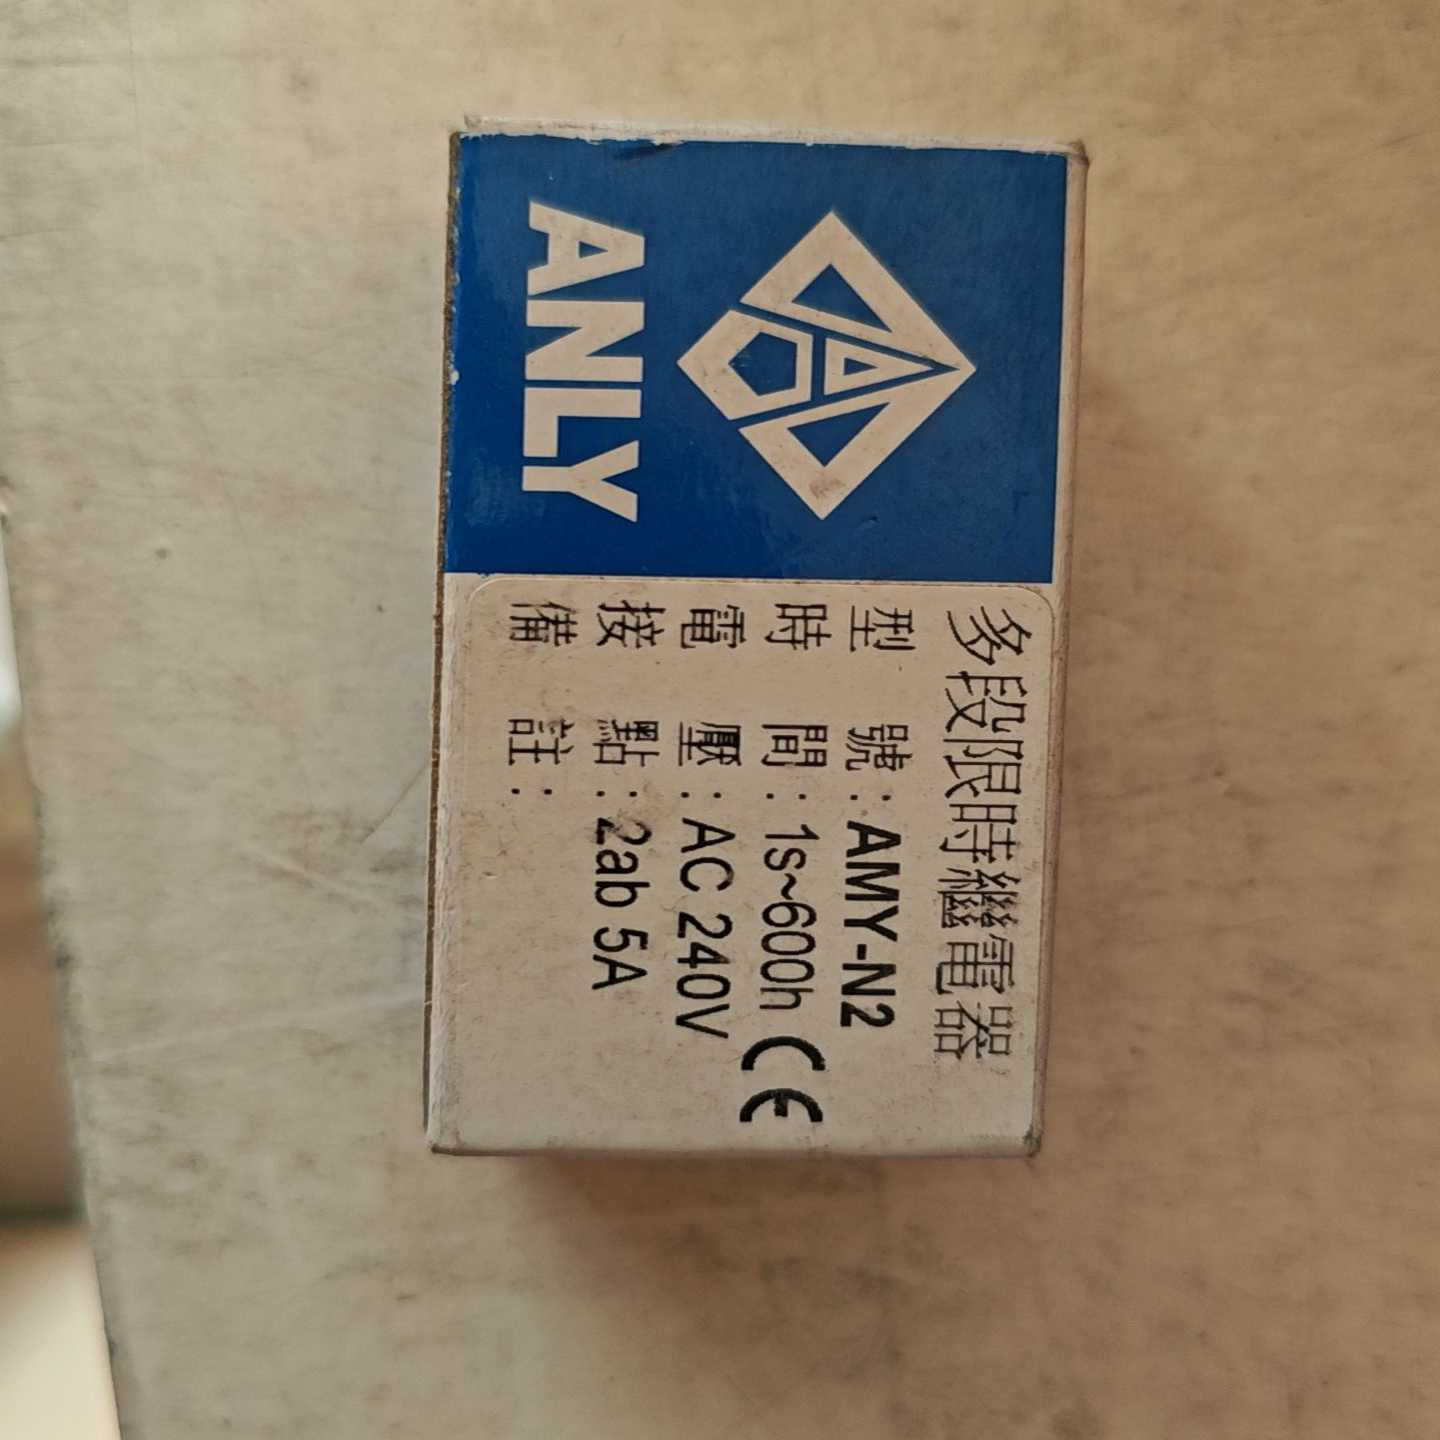 ANLY
多段限時繼電器
型 號：AMY-N2
時 間：1s~600h
電 壓：AC 240V
接 點：2ab 5A
備 註：
CE